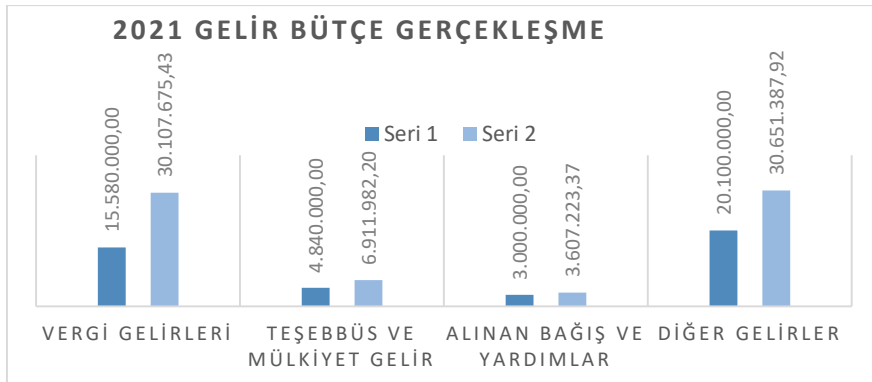 2021 GELİR BÜTÇE GERÇEKLEŞME
Seri 1
Seri 2
15.580.000,00
30.107.675,43
4.840.000,00
6.911.982,20
3.000.000,00
3.607.223,37
20.100.000,00
30.651.387,92
VERGİ GELİRLERİ
TEŞEBBÜS VE
MÜLKİYET GELİR
ALINAN BAĞIŞ VE
YARDIMLAR
DİĞER GELİRLER